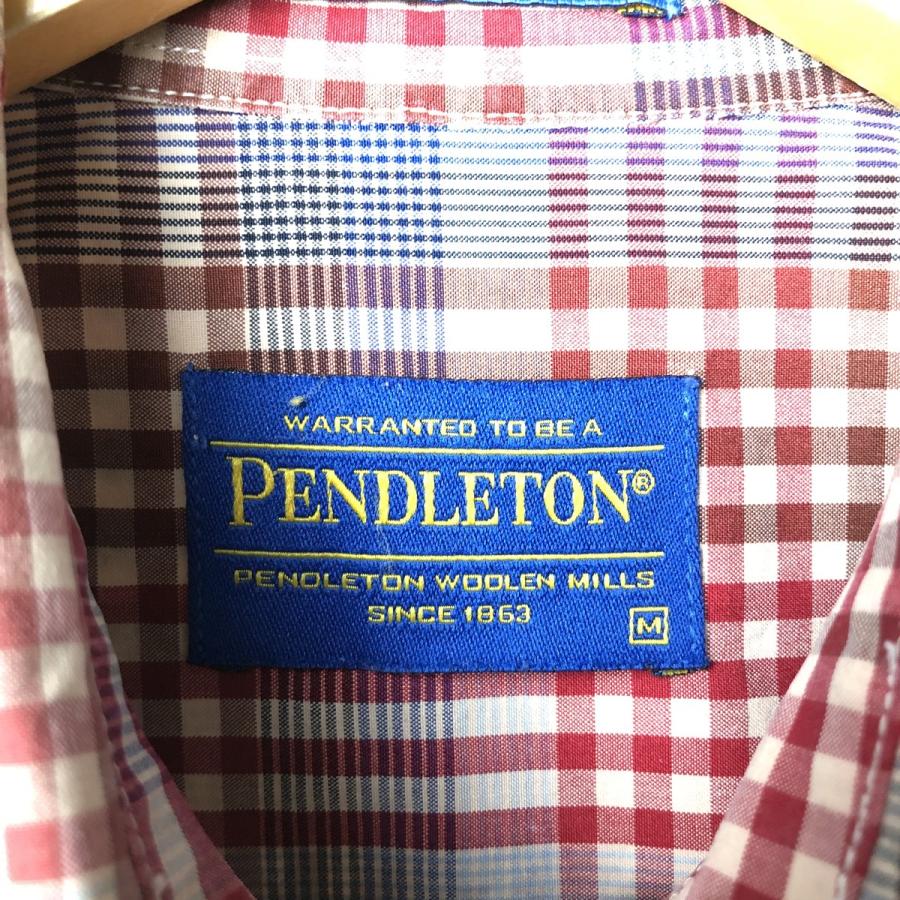 WARRANTED TO BE A
PENDLETON®
PENDLETON WOOLEN MILLS
SINCE 1863
M